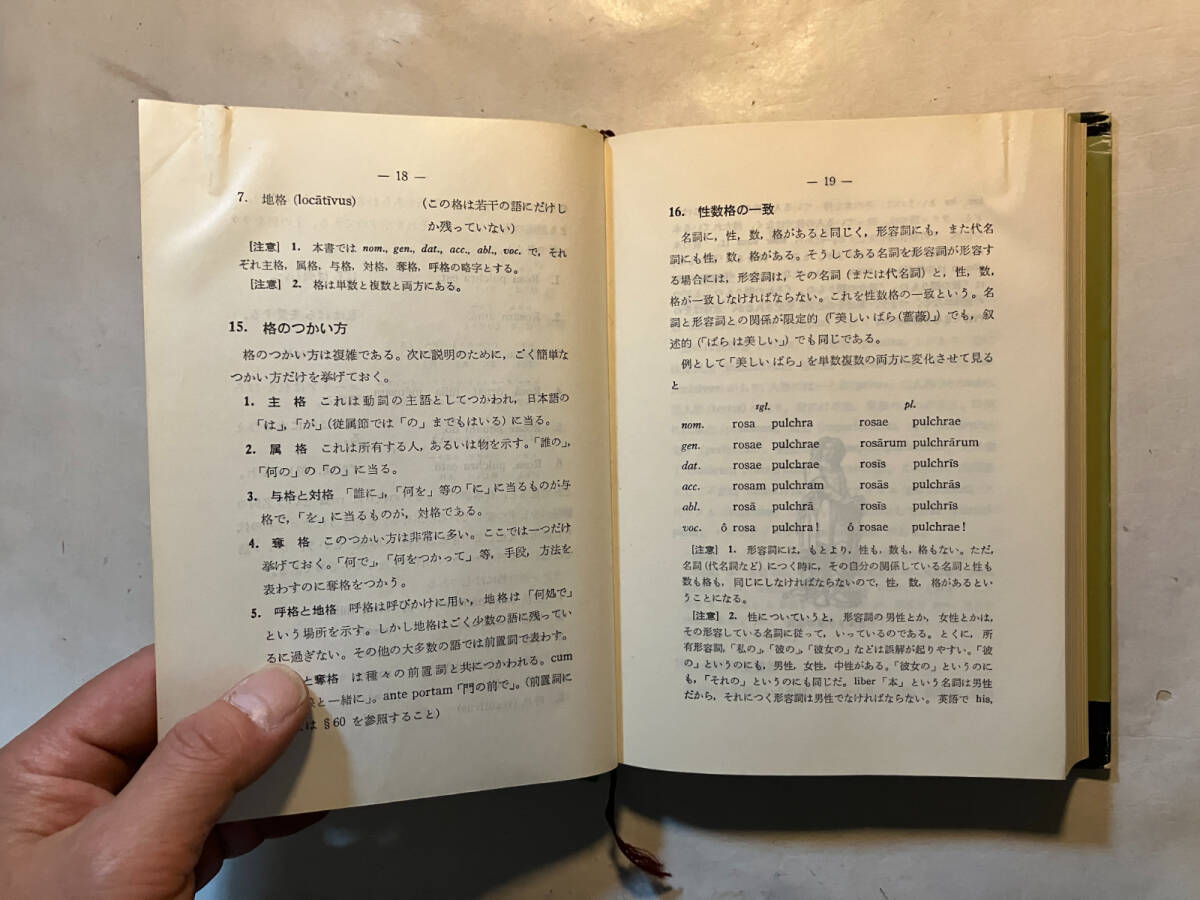 — 18 —
7. 地格 (locātīvus) (この格は若干の語にだけし
か残っていない)
[注意] 1. 本書では nom., gen., dat., acc., abl., voc. で, それ
ぞれ主格, 属格, 与格, 対格, 奪格, 呼格の略字とする。
[注意] 2. 格は単数と複数と両方にある。
15. 格のつかい方
格のつかい方は複雑である。次に説明のために, ごく簡単な
つかい方だけを挙げておく。
1. 主 格 これは動詞の主語としてつかわれ, 日本語の
「は」,「が」(従属節では「の」までもはいる) に当る。
2. 属 格 これは所有する人, あるいは物を示す。「誰の」,
「何の」の「の」に当る。
3. 与格と対格 「誰に」,「何を」等の「に」に当るものが与
格で,「を」に当るものが, 対格である。
4. 奪 格 このつかい方は非常に多い。ここでは一つだけ
挙げておく。「何で」,「何をつかって」等, 手段, 方法を
表わすのに奪格をつかう。
5. 呼格と地格 呼格は呼びかけに用い, 地格は「何処で」
という場所を示す。しかし地格はごく少数の語に残ってい
るに過ぎない。その他の大多数の語では前置詞で表わす。
と奪格 は種々の前置詞と共につかわれる。cum
と一緒に」。ante portam「門の前で」。(前置詞に
は §60 を参照すること)
— 19 —
16. 性数格の一致
名詞に, 性, 数, 格があると同じく, 形容詞にも, また代名
詞にも性, 数, 格がある。そうしてある名詞を形容詞が形容す
る場合には, 形容詞は, その名詞 (または代名詞) と, 性, 数,
格が一致しなければならない。これを性数格の一致という。名
詞と形容詞との関係が限定的 (「美しいばら(薔薇)」) でも, 叙
述的 (「ばらは美しい」) でも同じである。
例として「美しいばら」を単数複数の両方に変化させて見る
と
sgl. pl.
nom. rosa pulchra rosae pulchrae
gen. rosae pulchrae rosārum pulchrārum
dat. rosae pulchrae rosīs pulchrīs
acc. rosam pulchram rosās pulchrās
abl. rosā pulchrā rosīs pulchrīs
voc. ô rosa pulchra! ô rosae pulchrae!
[注意] 1. 形容詞には, もとより, 性も, 数も, 格もない。ただ,
名詞 (代名詞など) につく時に, その自分の関係している名詞と性も
数も格も, 同じにしなければならないので, 性, 数, 格があるとい
うことになる。
[注意] 2. 性についていうと, 形容詞の男性とか, 女性とかは,
その形容している名詞に従って, いっているのである。とくに, 所
有形容詞,「私の」,「彼の」,「彼女の」などは誤解が起りやすい。「彼
の」というのにも, 男性, 女性, 中性がある。「彼女の」というのに
も,「それの」というのにも同じだ。liber「本」という名詞は男性
だから, それにつく形容詞は男性でなければならない。英語で his,